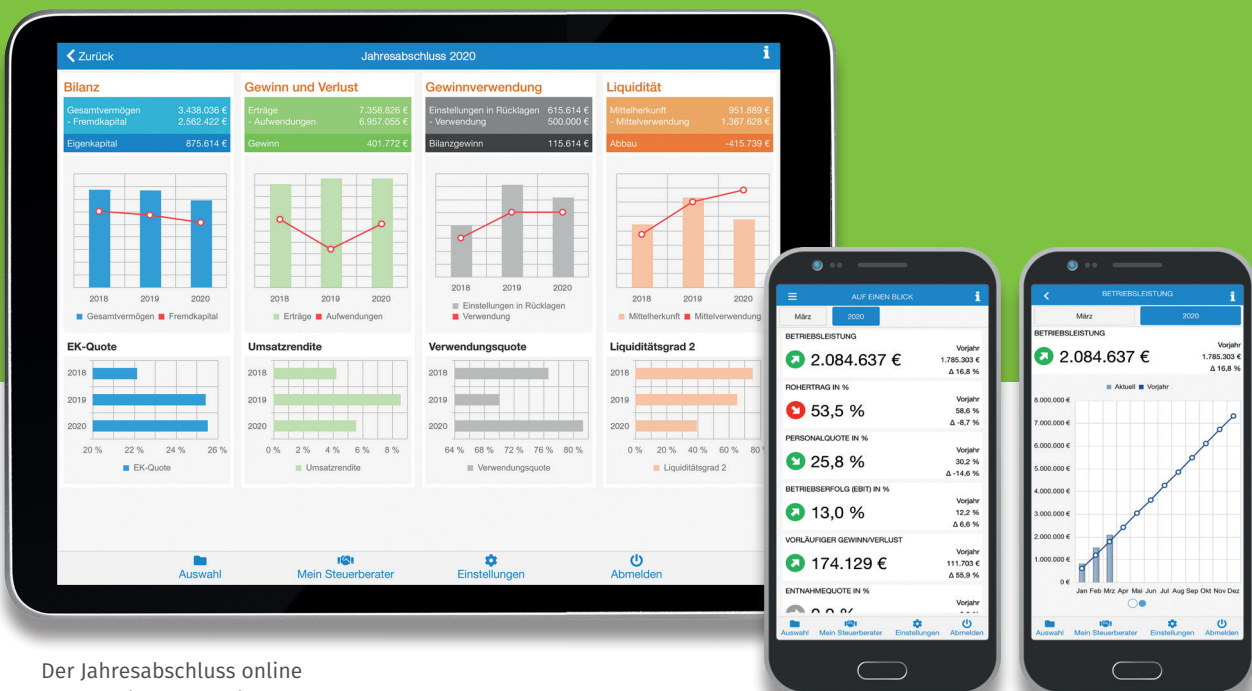 Zurück
Jahresabschluss 2020
i
Bilanz
Gesamtvermögen 3.438.036 €
- Fremdkapital 2.562.422 €
Eigenkapital 875.614 €
Gewinn und Verlust
Erträge 7.358.826 €
- Aufwendungen 6.957.055 €
Gewinn 401.772 €
Gewinnverwendung
Einstellungen in Rücklagen 615.614 €
- Verwendung 500.000 €
Bilanzgewinn 115.614 €
Liquidität
Mittelherkunft 951.889 €
- Mittelverwendung 1.367.628 €
Abbau -415.739 €
2018 2019 2020
Gesamtvermögen Fremdkapital
2018 2019 2020
Erträge Aufwendungen
2018 2019 2020
Einstellungen in Rücklagen
Verwendung
2018 2019 2020
Mittelherkunft Mittelverwendung
EK-Quote
2018
2019
2020
20 % 22 % 24 % 26 %
EK-Quote
Umsatzrendite
2018
2019
2020
0 % 2 % 4 % 6 % 8 %
Umsatzrendite
Verwendungsquote
2018
2019
2020
64 % 68 % 72 % 76 % 80 %
Verwendungsquote
Liquiditätsgrad 2
2018
2019
2020
0 % 20 % 40 % 60 % 80
Liquiditätsgrad 2
Auswahl
Mein Steuerberater
Einstellungen
Abmelden
AUF EINEN BLICK
i
März 2020
BETRIEBSLEISTUNG
Vorjahr
2.084.637 € 1.785.303 €
Δ 16,8 %
ROHERTRAG IN %
Vorjahr
53,5 % 58,6 %
Δ -8,7 %
PERSONALQUOTE IN %
Vorjahr
25,8 % 30,2 %
Δ -14,6 %
BETRIEBSERFOLG (EBIT) IN %
Vorjahr
13,0 % 12,2 %
Δ 6,6 %
VORLÄUFIGER GEWINN/VERLUST
Vorjahr
174.129 € 111.703 €
Δ 55,9 %
ENTNAHMEQUOTE IN %
Vorjahr
Auswahl Mein Steuerberater Einstellungen Abmelden
BETRIEBSLEISTUNG
i
März 2020
BETRIEBSLEISTUNG
Vorjahr
2.084.637 € 1.785.303 €
Δ 16,8 %
Aktuell Vorjahr
8.000.000 €
7.000.000 €
6.000.000 €
5.000.000 €
4.000.000 €
3.000.000 €
2.000.000 €
1.000.000 €
0 €
Jan Feb Mrz Apr Mai Jun Jul Aug Sep Okt Nov Dez
Auswahl Mein Steuerberater Einstellungen Abmelden
Der Jahresabschluss online